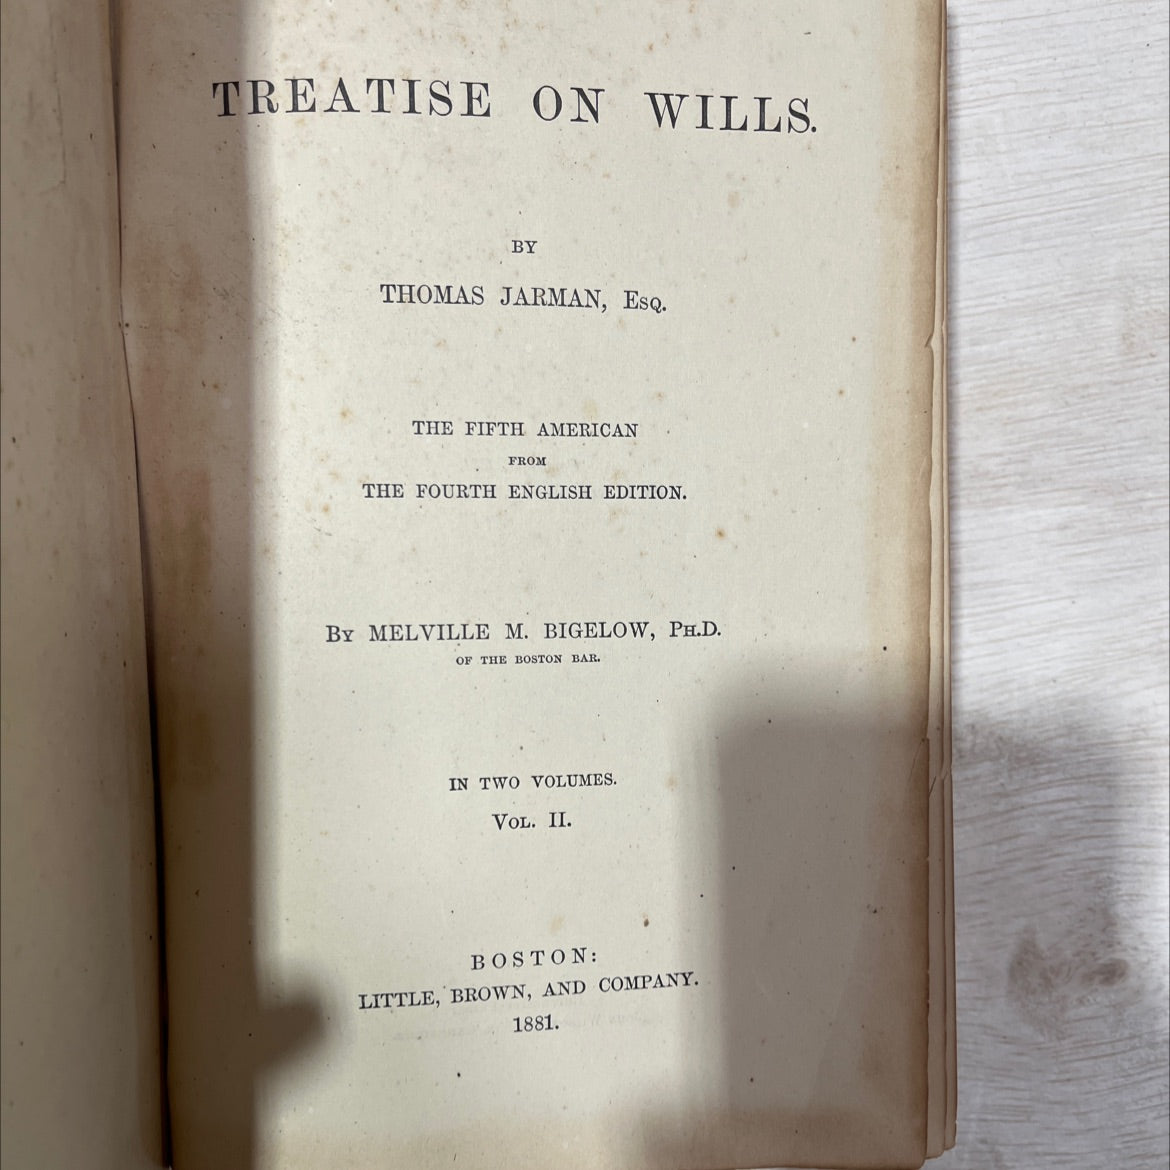 TREATISE ON WILLS.
BY
THOMAS JARMAN, Esq.
THE FIFTH AMERICAN
FROM
THE FOURTH ENGLISH EDITION.
By MELVILLE M. BIGELOW, Ph.D.
OF THE BOSTON BAR.
IN TWO VOLUMES.
Vol. II.
BOSTON:
LITTLE, BROWN, AND COMPANY.
1881.